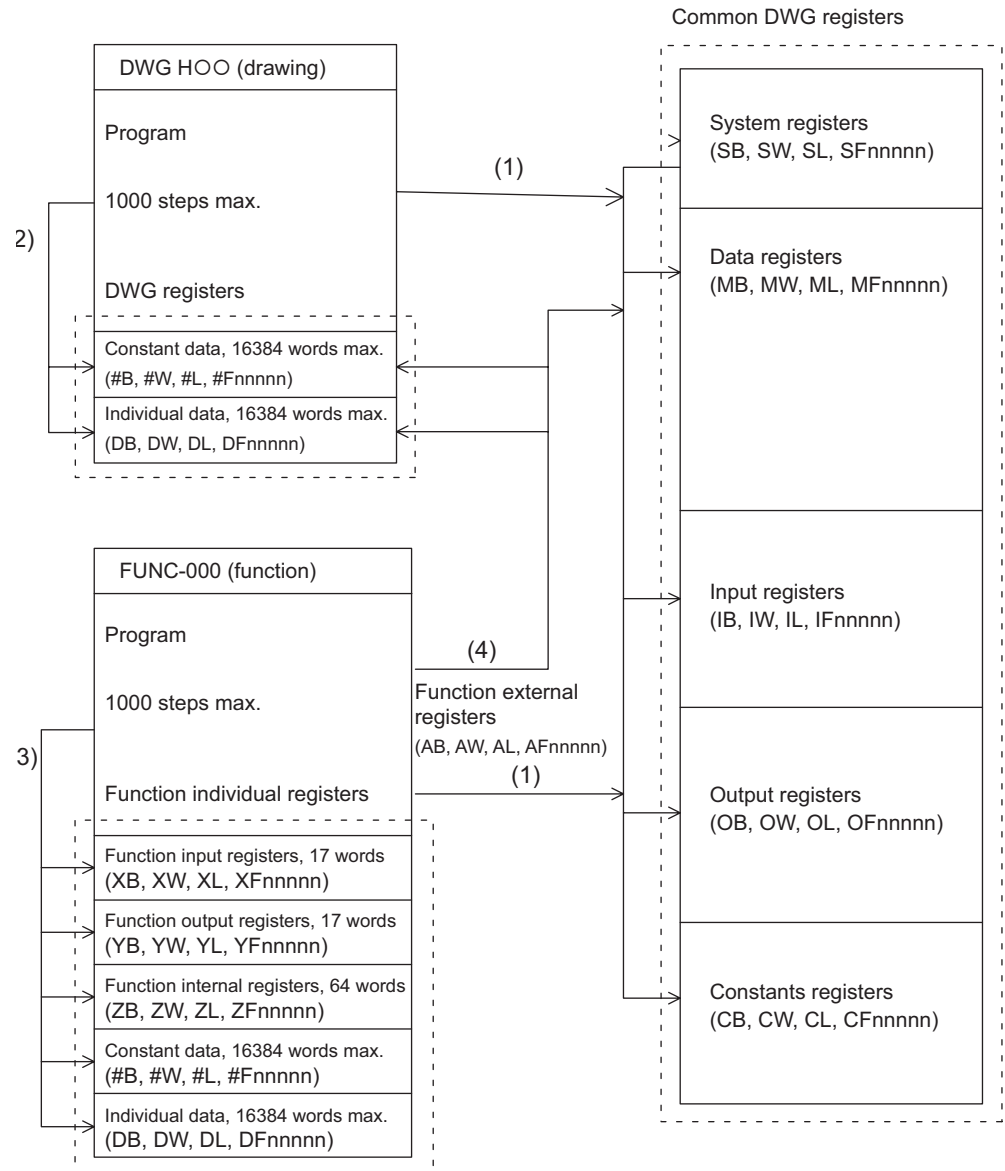 Common DWG registers
DWG H○○ (drawing)
Program
1000 steps max.
DWG registers
Constant data, 16384 words max.
(#B, #W, #L, #Fnnnnn)
Individual data, 16384 words max.
(DB, DW, DL, DFnnnnn)
2)
(1)
System registers
(SB, SW, SL, SFnnnnn)
Data registers
(MB, MW, ML, MFnnnnn)
Input registers
(IB, IW, IL, IFnnnnn)
Output registers
(OB, OW, OL, OFnnnnn)
Constants registers
(CB, CW, CL, CFnnnnn)
FUNC-000 (function)
Program
1000 steps max.
Function individual registers
Function input registers, 17 words
(XB, XW, XL, XFnnnnn)
Function output registers, 17 words
(YB, YW, YL, YFnnnnn)
Function internal registers, 64 words
(ZB, ZW, ZL, ZFnnnnn)
Constant data, 16384 words max.
(#B, #W, #L, #Fnnnnn)
Individual data, 16384 words max.
(DB, DW, DL, DFnnnnn)
3)
(4)
Function external
registers
(AB, AW, AL, AFnnnnn)
(1)